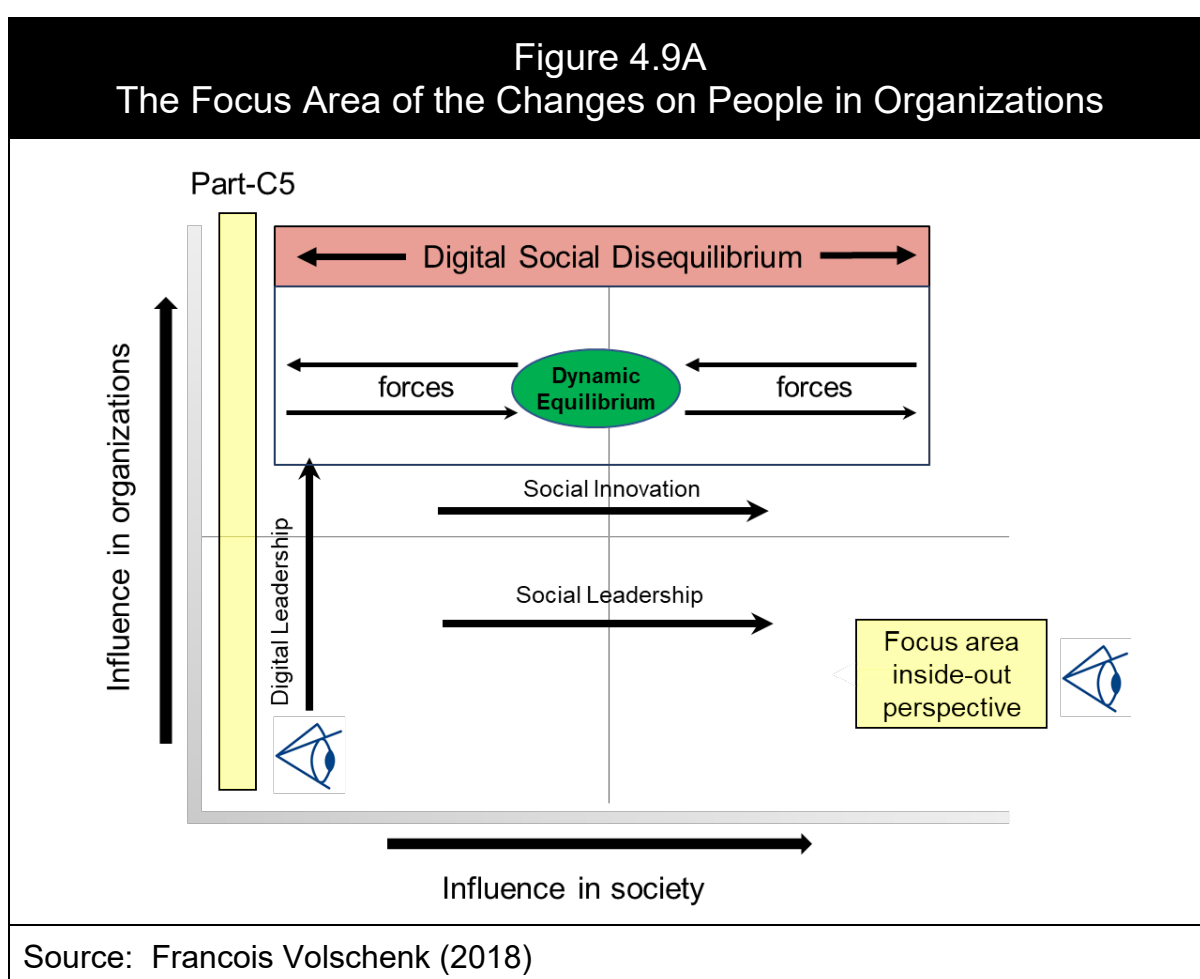 Figure 4.9A
The Focus Area of the Changes on People in Organizations
Part-C5
Digital Social Disequilibrium
forces
Dynamic
Equilibrium
forces
Influence in organizations
Digital Leadership
Social Innovation
Social Leadership
Focus area
inside-out
perspective
Influence in society
Source: Francois Volschenk (2018)